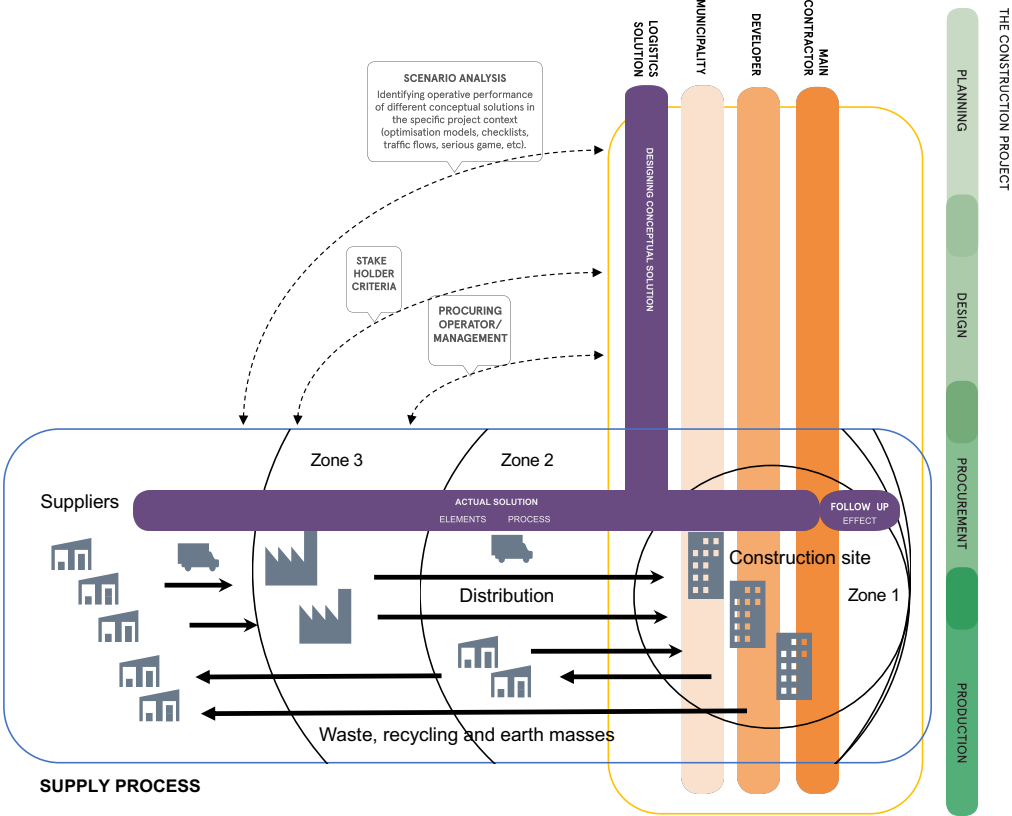 THE CONSTRUCTION PROJECT
LOGISTICS
SOLUTION
MUNICIPALITY
DEVELOPER
MAIN
CONTRACTOR
PLANNING
DESIGN
PROCUREMENT
PRODUCTION
SCENARIO ANALYSIS
Identifying operative performance
of different conceptual solutions in
the specific project context
(optimisation models, checklists,
traffic flows, serious game, etc).
STAKE
HOLDER
CRITERIA
PROCURING
OPERATOR/
MANAGEMENT
DESIGNING CONCEPTUAL SOLUTION
Zone 3
Zone 2
Suppliers
ACTUAL SOLUTION
ELEMENTS PROCESS
FOLLOW UP
EFFECT
Construction site
Distribution
Zone 1
Waste, recycling and earth masses
SUPPLY PROCESS